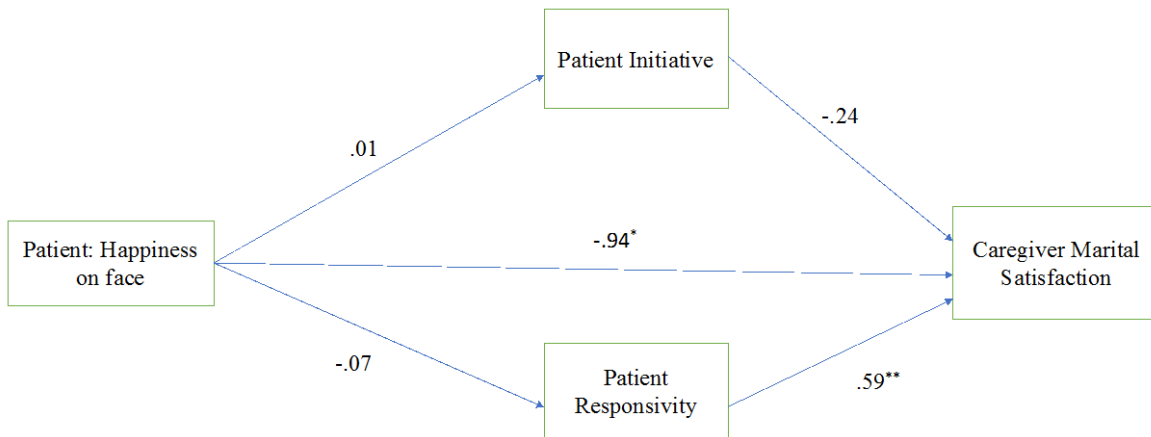 Patient Initiative
.01
-.24
Patient: Happiness
on face
-.94*
Caregiver Marital
Satisfaction
-.07
Patient
Responsivity
.59**